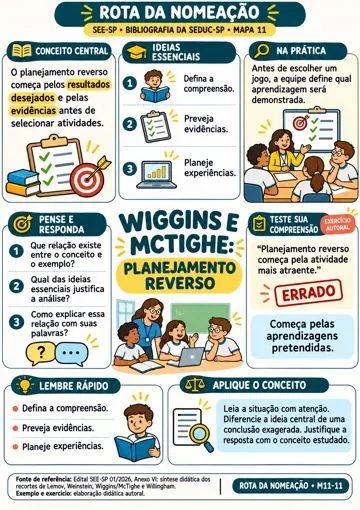 ROTA DA NOMEAÇÃO
SEE-SP • BIBLIOGRAFIA DA SEDUC-SP • MAPA 11
CONCEITO CENTRAL
O planejamento reverso
começa pelos resultados
desejados e pelas
evidências antes de
selecionar atividades.
IDEIAS
ESSENCIAIS
1
Defina a
compreensão.
2
Preveja
evidências.
3
Planeje
experiências.
NA PRÁTICA
Antes de escolher um
jogo, a equipe define qual
aprendizagem será
demonstrada.
PENSE E
RESPONDA
1
Que relação existe
entre o conceito e
o exemplo?
2
Qual das ideias
essenciais justifica
a análise?
3
Como explicar essa
relação com suas
palavras?
?
WIGGINS E
MCTIGHE:
PLANEJAMENTO
REVERSO
TESTE SUA
COMPREENSÃO
EXERCÍCIO
AUTORAL
“Planejamento reverso
começa pela atividade
mais atraente.”
ERRADO
Começa pelas
aprendizagens
pretendidas.
LEMBRE RÁPIDO
Defina a compreensão.
Preveja evidências.
Planeje experiências.
APLIQUE O CONCEITO
Leia a situação com atenção.
Diferencie a ideia central de uma
conclusão exagerada. Justifique a
resposta com o conceito estudado.
Fonte de referência: Edital SEE-SP 01/2026, Anexo VI: síntese didática dos
recortes de Lemov, Weinstein, Wiggins/McTighe e Willingham.
Exemplo e exercício: elaboração didática autoral.
ROTA DA NOMEAÇÃO • M11-11